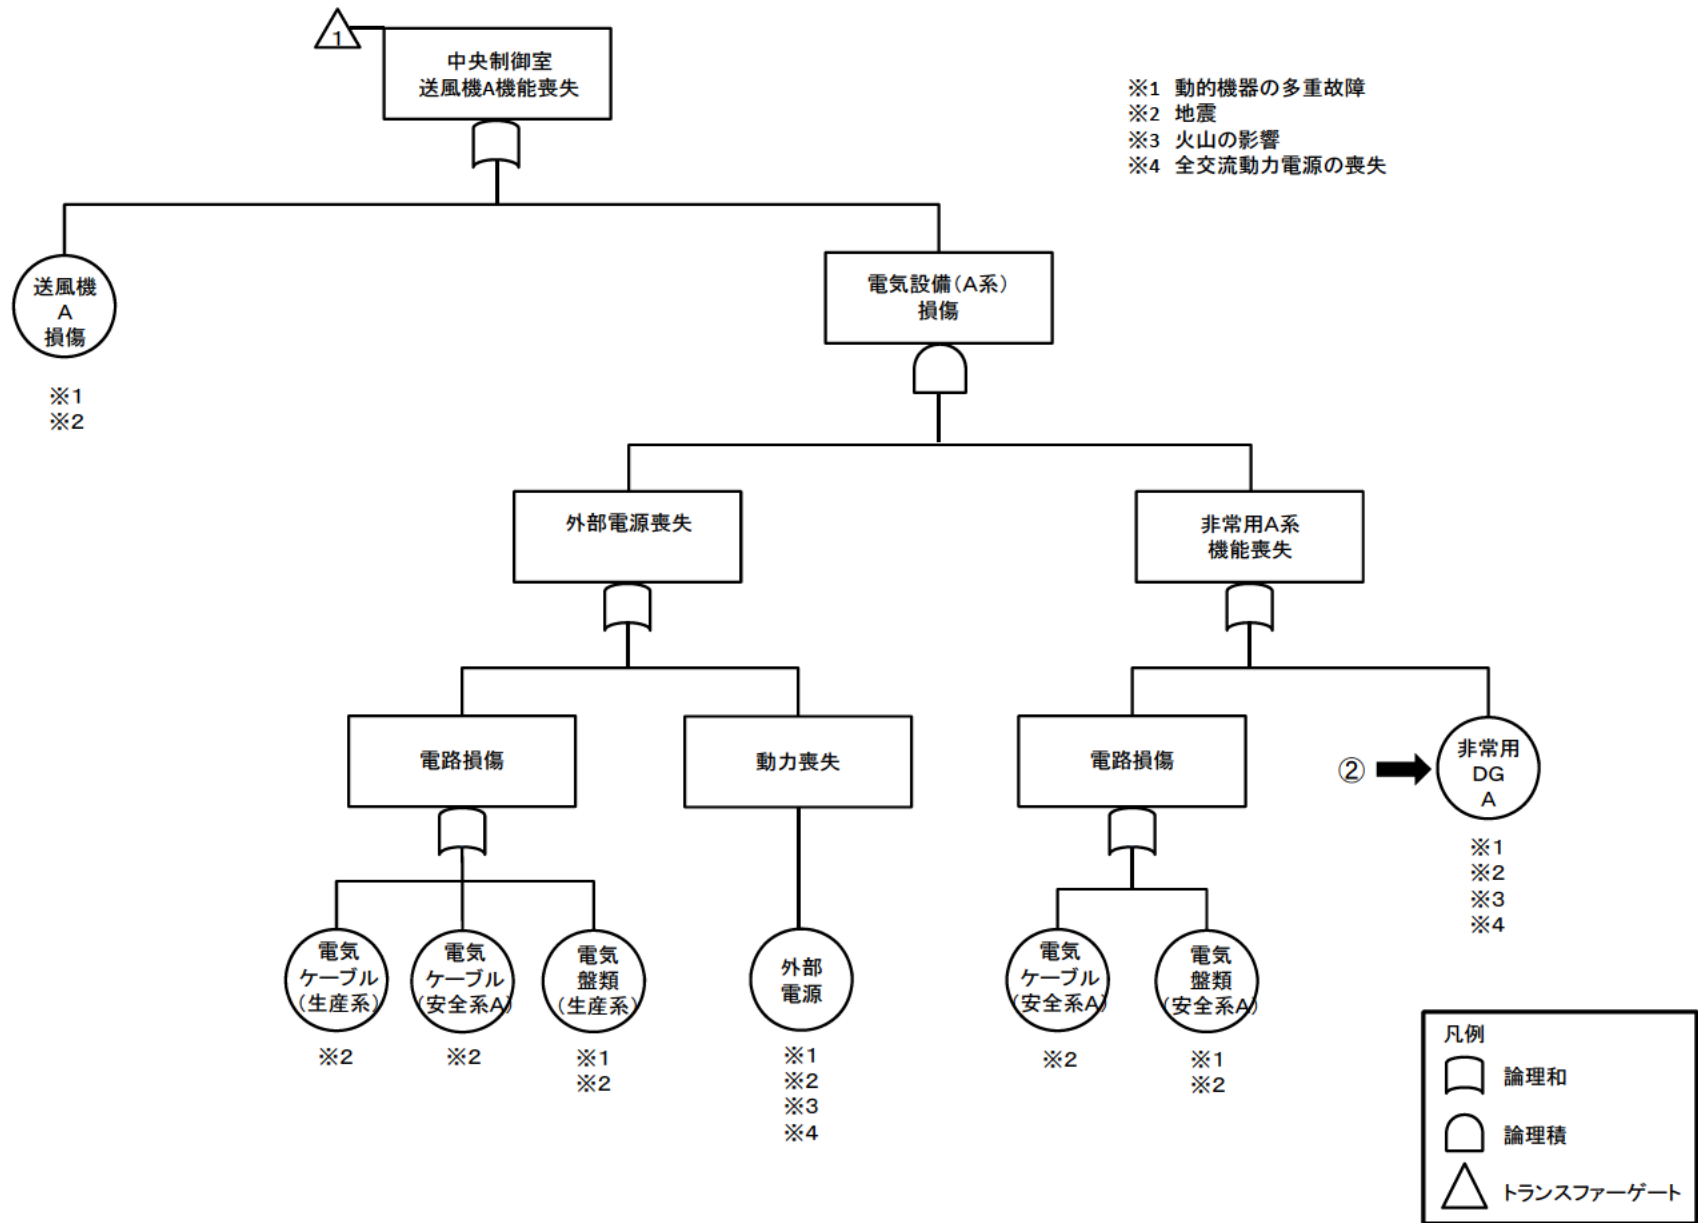 1
中央制御室
送風機A機能喪失
※1 動的機器の多重故障
※2 地震
※3 火山の影響
※4 全交流動力電源の喪失
送風機
A
損傷
※1
※2
電気設備(A系)
損傷
外部電源喪失
非常用A系
機能喪失
電路損傷
動力喪失
電路損傷
②
非常用
DG
A
※1
※2
※3
※4
電気
ケーブル
(生産系)
※2
電気
ケーブル
(安全系A)
※2
電気
盤類
(生産系)
※1
※2
外部
電源
※1
※2
※3
※4
電気
ケーブル
(安全系A)
※2
電気
盤類
(安全系A)
※1
※2
凡例
論理和
論理積
トランスファーゲート